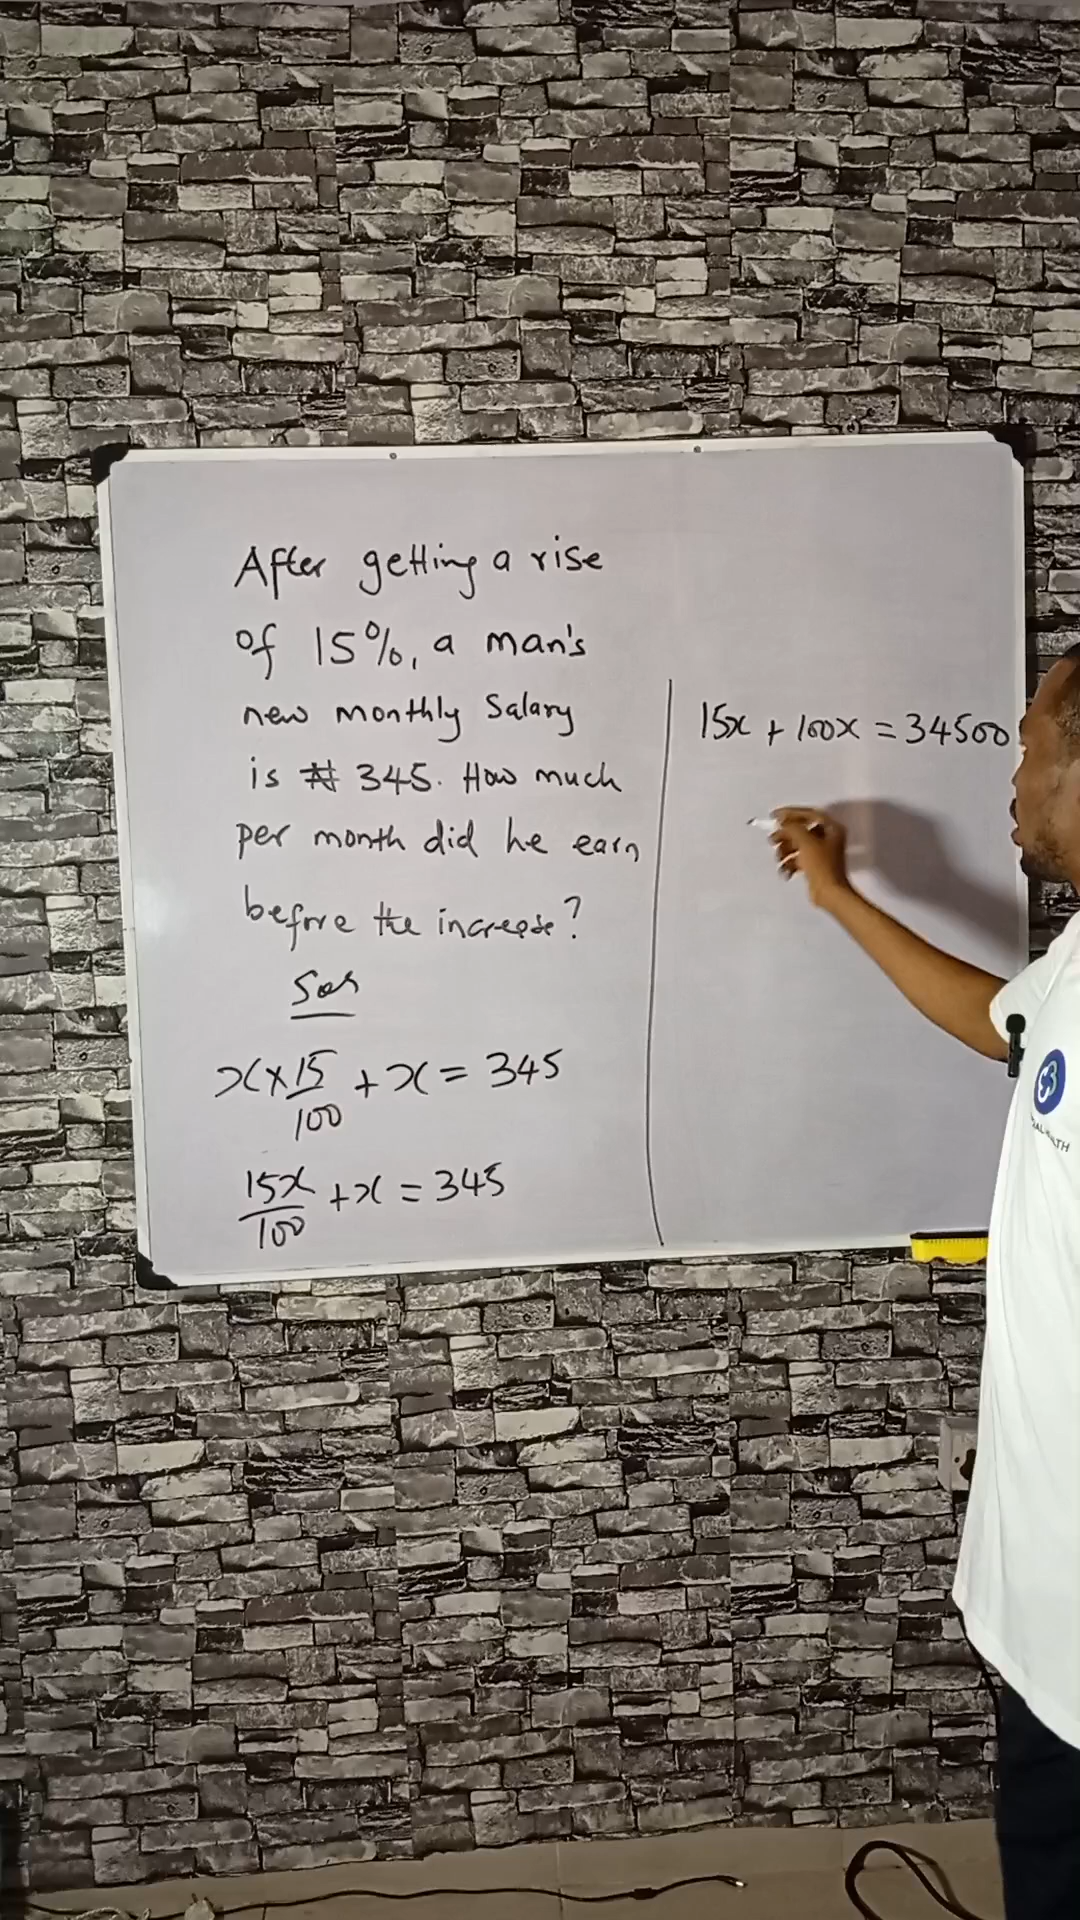 After getting a rise
of 15%, a man's
new monthly salary
is ₦ 345. How much
per month did he earn
before the increase?
Sol
x × 15/100 + x = 345
15x/100 + x = 345
15x + 100x = 34500